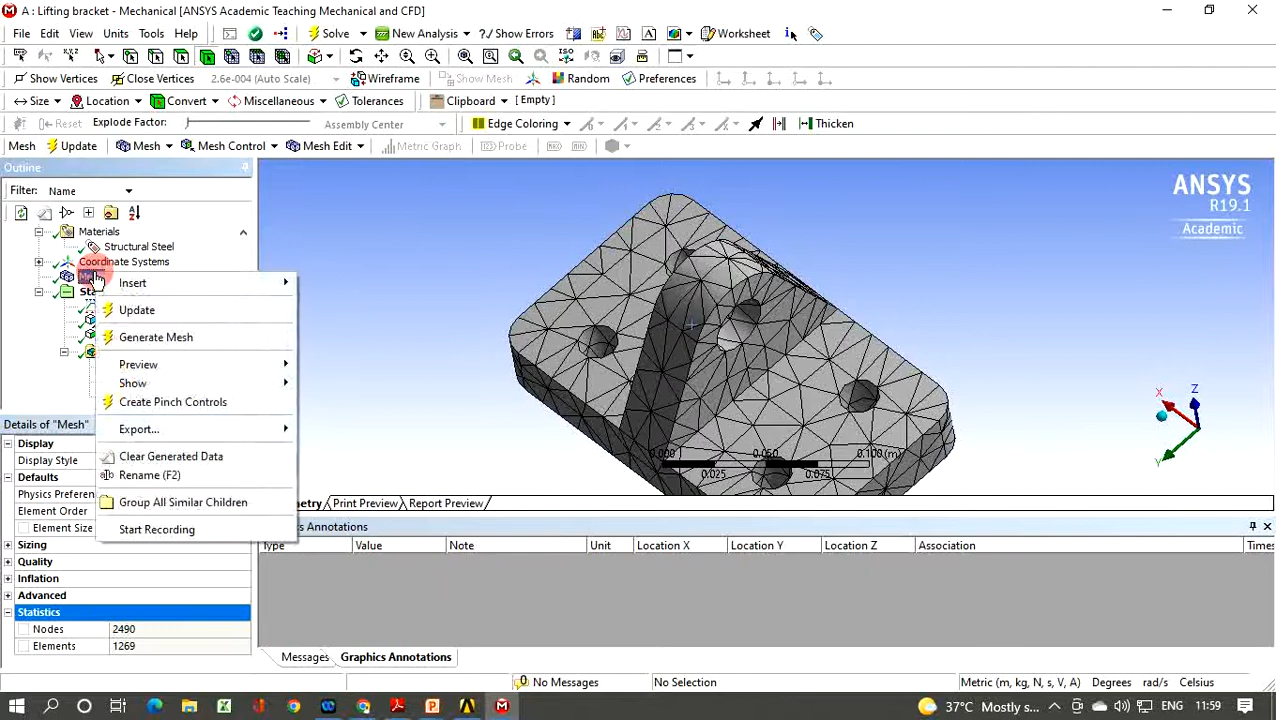 A : Lifting bracket - Mechanical [ANSYS Academic Teaching Mechanical and CFD]
File Edit View Units Tools Help Solve New Analysis Show Errors Worksheet
Show Vertices Close Vertices 2.6e-004 (Auto Scale) Wireframe Show Mesh Random Preferences
Size Location Convert Miscellaneous Tolerances Clipboard [ Empty ]
Reset Explode Factor: Assembly Center Edge Coloring Thicken
Mesh Update Mesh Mesh Control Mesh Edit Metric Graph Probe MAX MIN
Outline
Filter: Name
Materials
Structural Steel
Coordinate Systems
Insert
Update
Generate Mesh
Preview
Show
Create Pinch Controls
Export...
Clear Generated Data
Rename (F2)
Group All Similar Children
Start Recording
Details of "Mesh"
Display
Display Style
Defaults
Physics Preferen
Element Order
Element Size
Sizing
Quality
Inflation
Advanced
Statistics
Nodes 2490
Elements 1269
ANSYS
R19.1
Academic
X Z
Y
0.000 0.050 0.100 (m)
0.025 0.075
metry Print Preview Report Preview
s Annotations
Type Value Note Unit Location X Location Y Location Z Association Times
Messages Graphics Annotations
0 No Messages No Selection Metric (m, kg, N, s, V, A) Degrees rad/s Celsius
37°C Mostly s... ENG 11:59